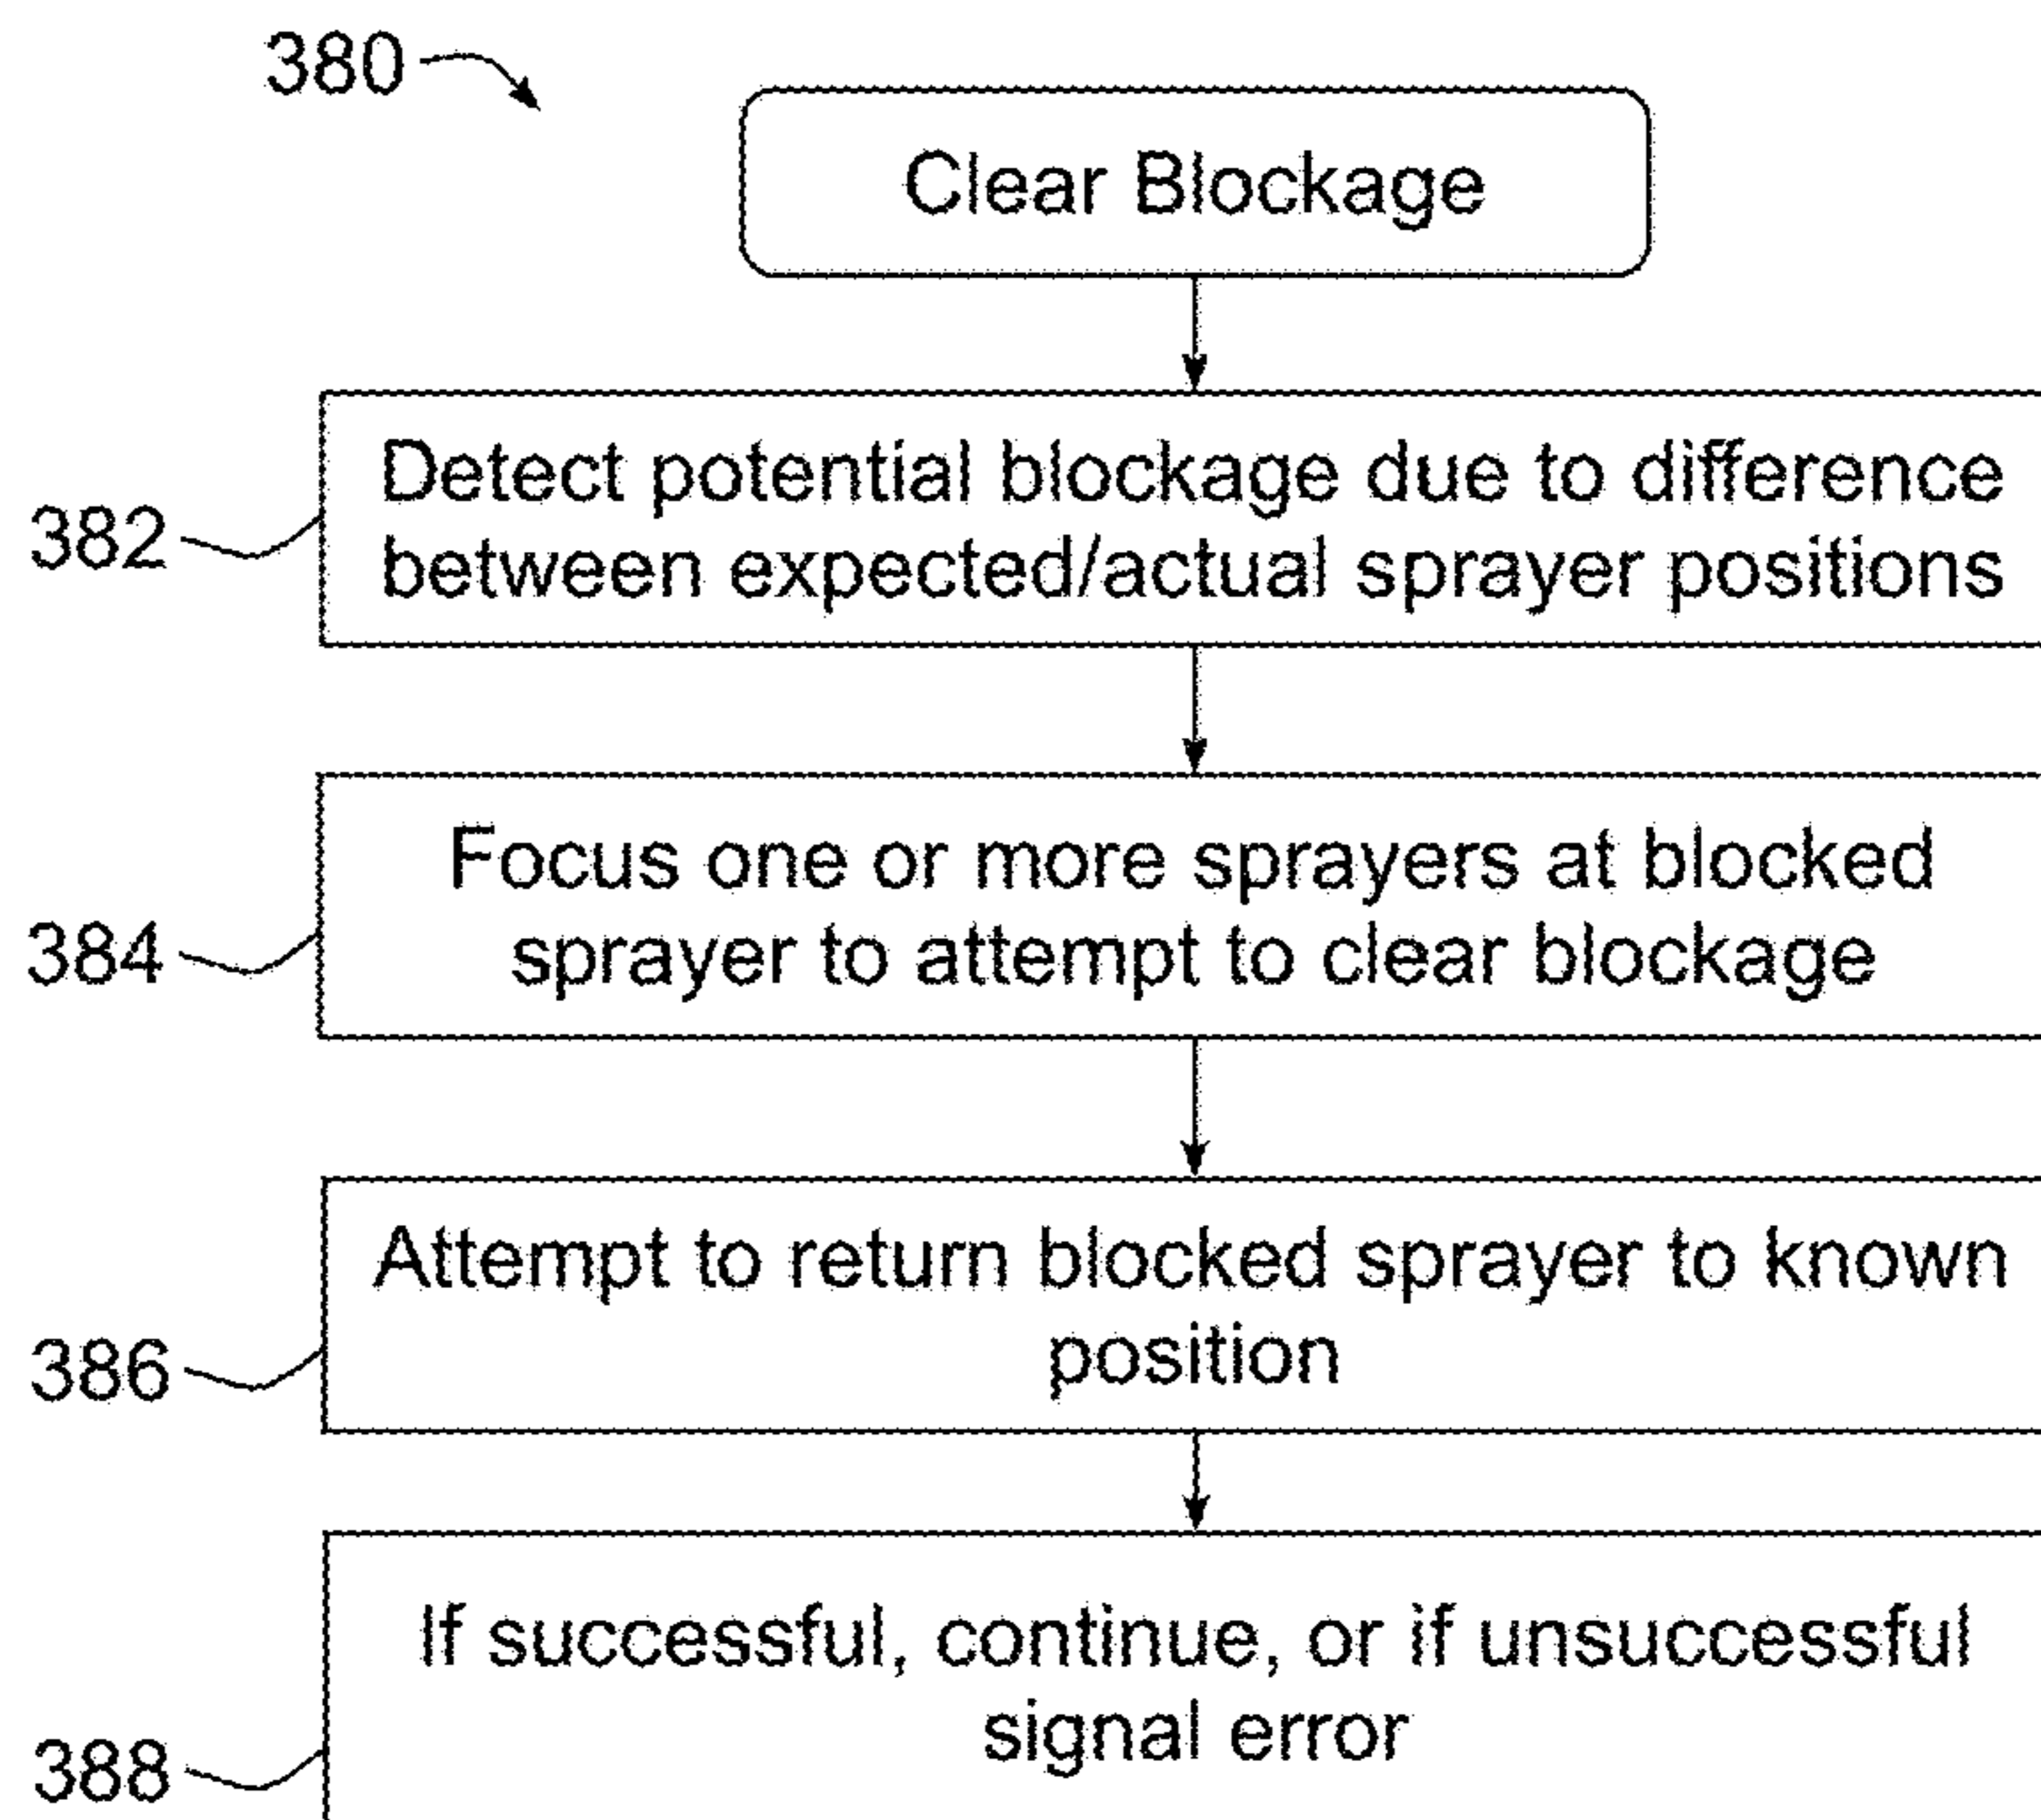 380
Clear Blockage
Detect potential blockage due to difference
between expected/actual sprayer positions
382
Focus one or more sprayers at blocked
sprayer to attempt to clear blockage
384
Attempt to return blocked sprayer to known
position
386
If successful, continue, or if unsuccessful
signal error
388